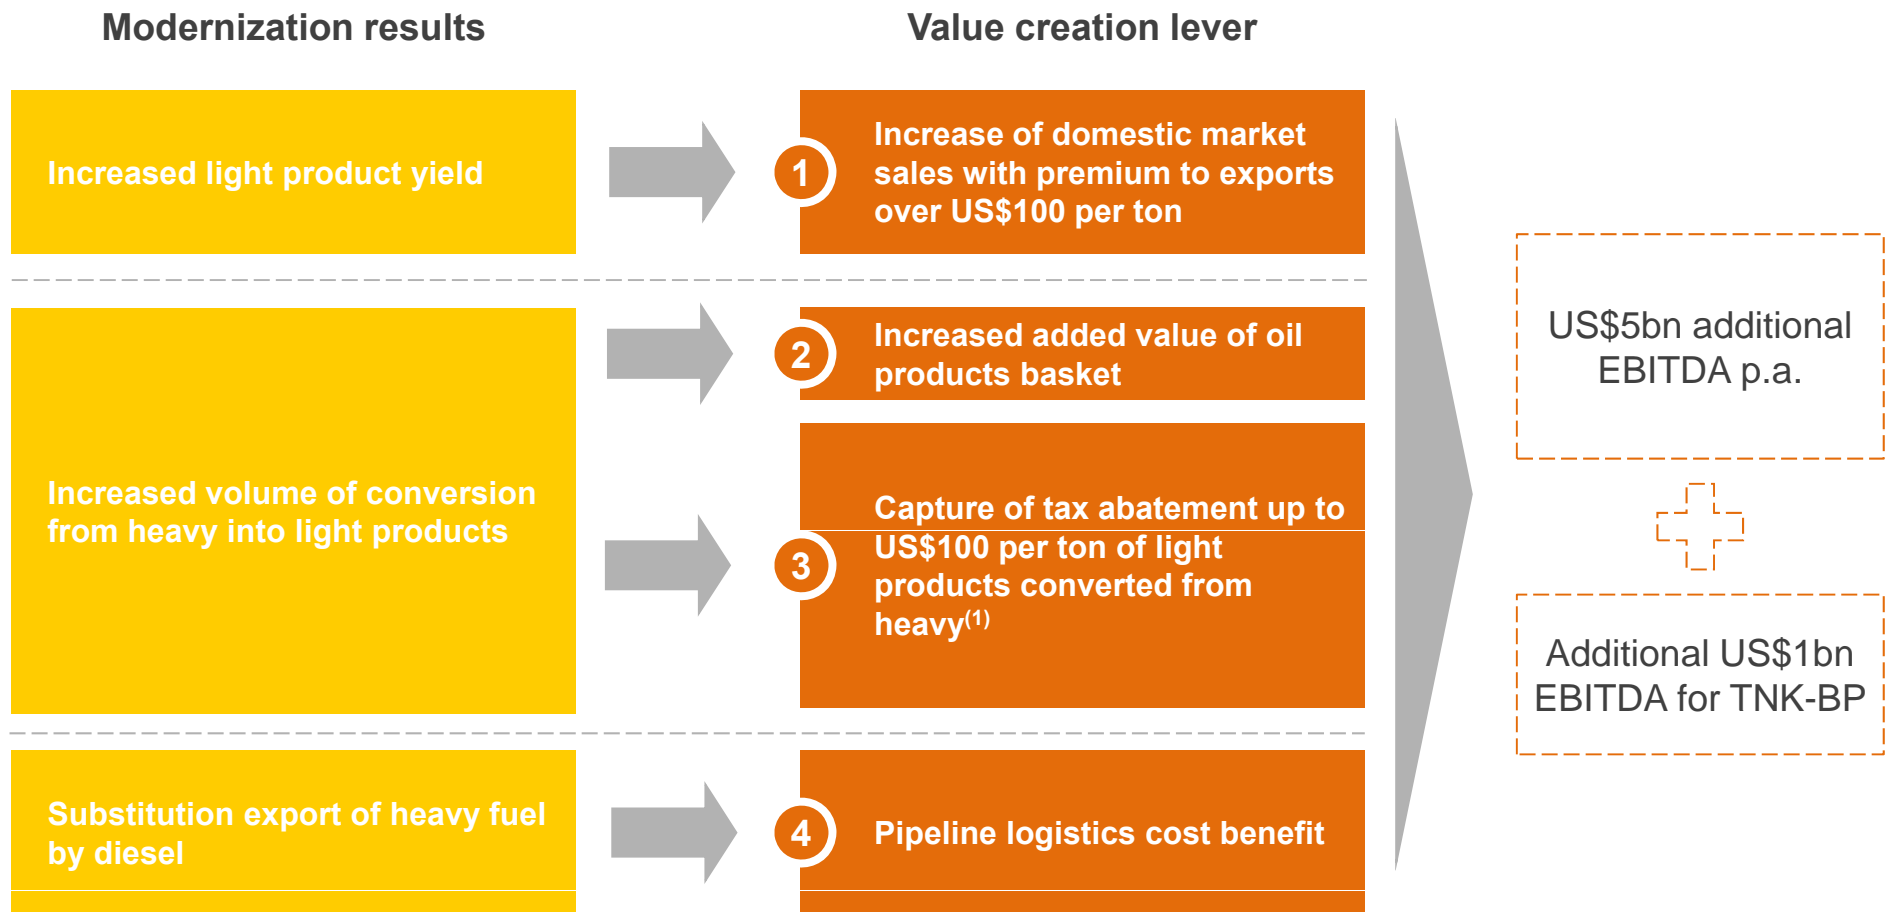 Modernization results
Value creation lever
Increased light product yield
1
Increase of domestic market
sales with premium to exports
over US$100 per ton
Increased volume of conversion
from heavy into light products
2
Increased added value of oil
products basket
3
Capture of tax abatement up to
US$100 per ton of light
products converted from
heavy(1)
Substitution export of heavy fuel
by diesel
4
Pipeline logistics cost benefit
US$5bn additional
EBITDA p.a.
Additional US$1bn
EBITDA for TNK-BP